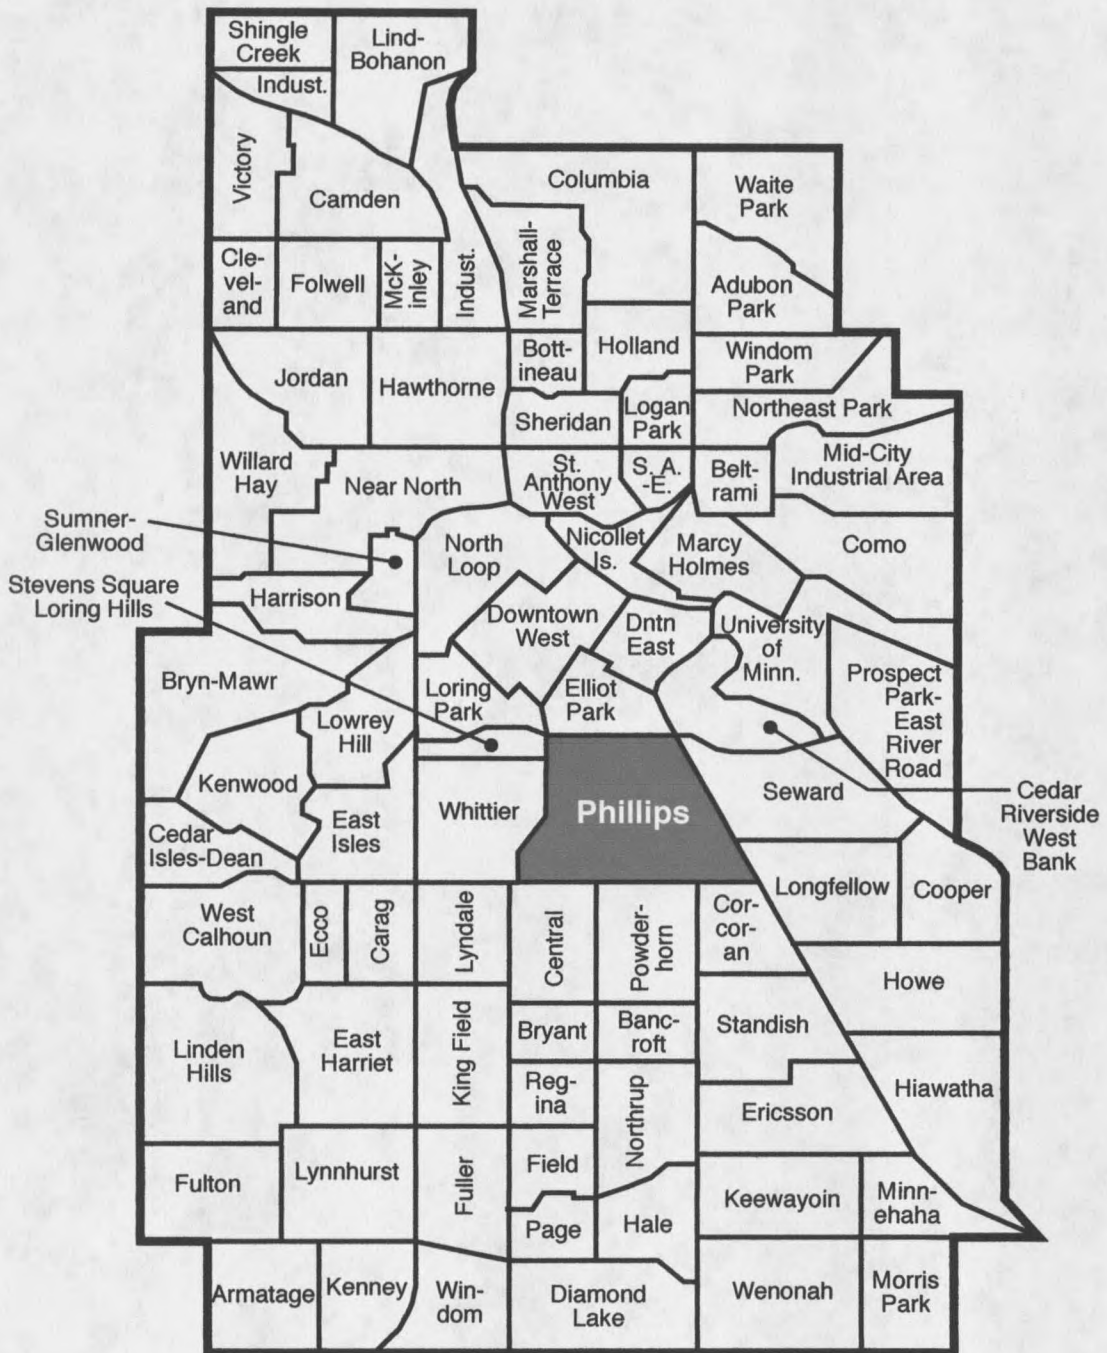 Shingle
Creek
Lind-
Bohanon
Indust.
Victory
Camden
Columbia
Waite
Park
Cle-
vel-
and
Folwell
McK-
inley
Indust.
Marshall-
Terrace
Adubon
Park
Jordan
Hawthorne
Bott-
ineau
Holland
Windom
Park
Sheridan
Logan
Park
Northeast Park
Willard
Hay
Near North
St.
Anthony
West
S. A.
-E.
Belt-
rami
Mid-City
Industrial Area
Sumner-
Glenwood
North
Loop
Nicollet
Is.
Marcy
Holmes
Como
Stevens Square
Loring Hills
Harrison
Downtown
West
Dntn
East
University
of
Minn.
Bryn-Mawr
Lowrey
Hill
Loring
Park
Elliot
Park
Prospect
Park-
East
River
Road
Kenwood
Whittier
Phillips
Seward
Cedar
Riverside
West
Bank
Cedar
Isles-Dean
East
Isles
Longfellow
Cooper
West
Calhoun
Ecco
Carag
Lyndale
Central
Powder-
horn
Cor-
cor-
an
Howe
Linden
Hills
East
Harriet
King Field
Bryant
Banc-
roft
Standish
Reg-
ina
Northrup
Ericsson
Hiawatha
Fulton
Lynnhurst
Fuller
Field
Keewayoin
Minn-
ehaha
Page
Hale
Armatage
Kenney
Win-
dom
Diamond
Lake
Wenonah
Morris
Park